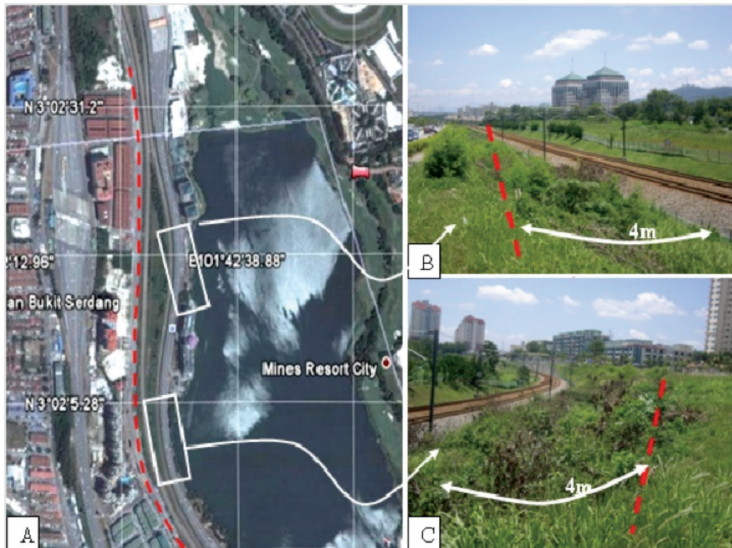 N 3°02'31.2"
2'12.96"
E101°42'38.88"
an Bukit Serdang
Mines Resort City
N 3°02'5.28"
A
4m
B
4m
C